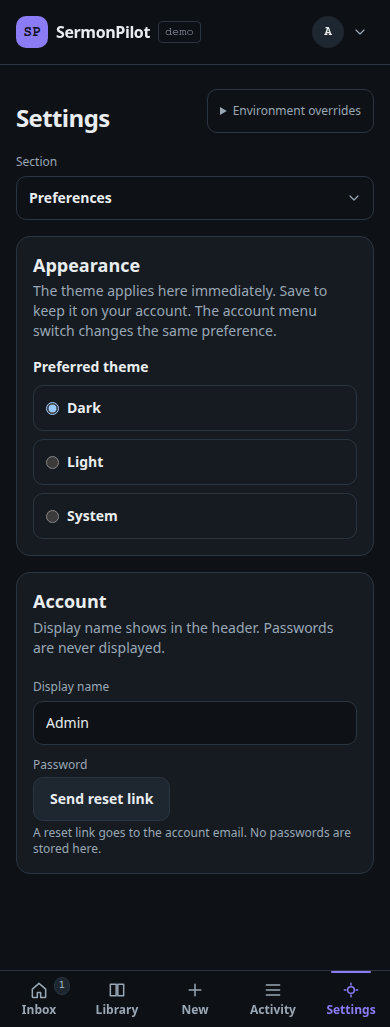 SP SermonPilot demo A
Settings
Environment overrides
Section
Preferences
Appearance
The theme applies here immediately. Save to
keep it on your account. The account menu
switch changes the same preference.
Preferred theme
Dark
Light
System
Account
Display name shows in the header. Passwords
are never displayed.
Display name
Admin
Password
Send reset link
A reset link goes to the account email. No passwords are
stored here.
1
Inbox Library New Activity Settings